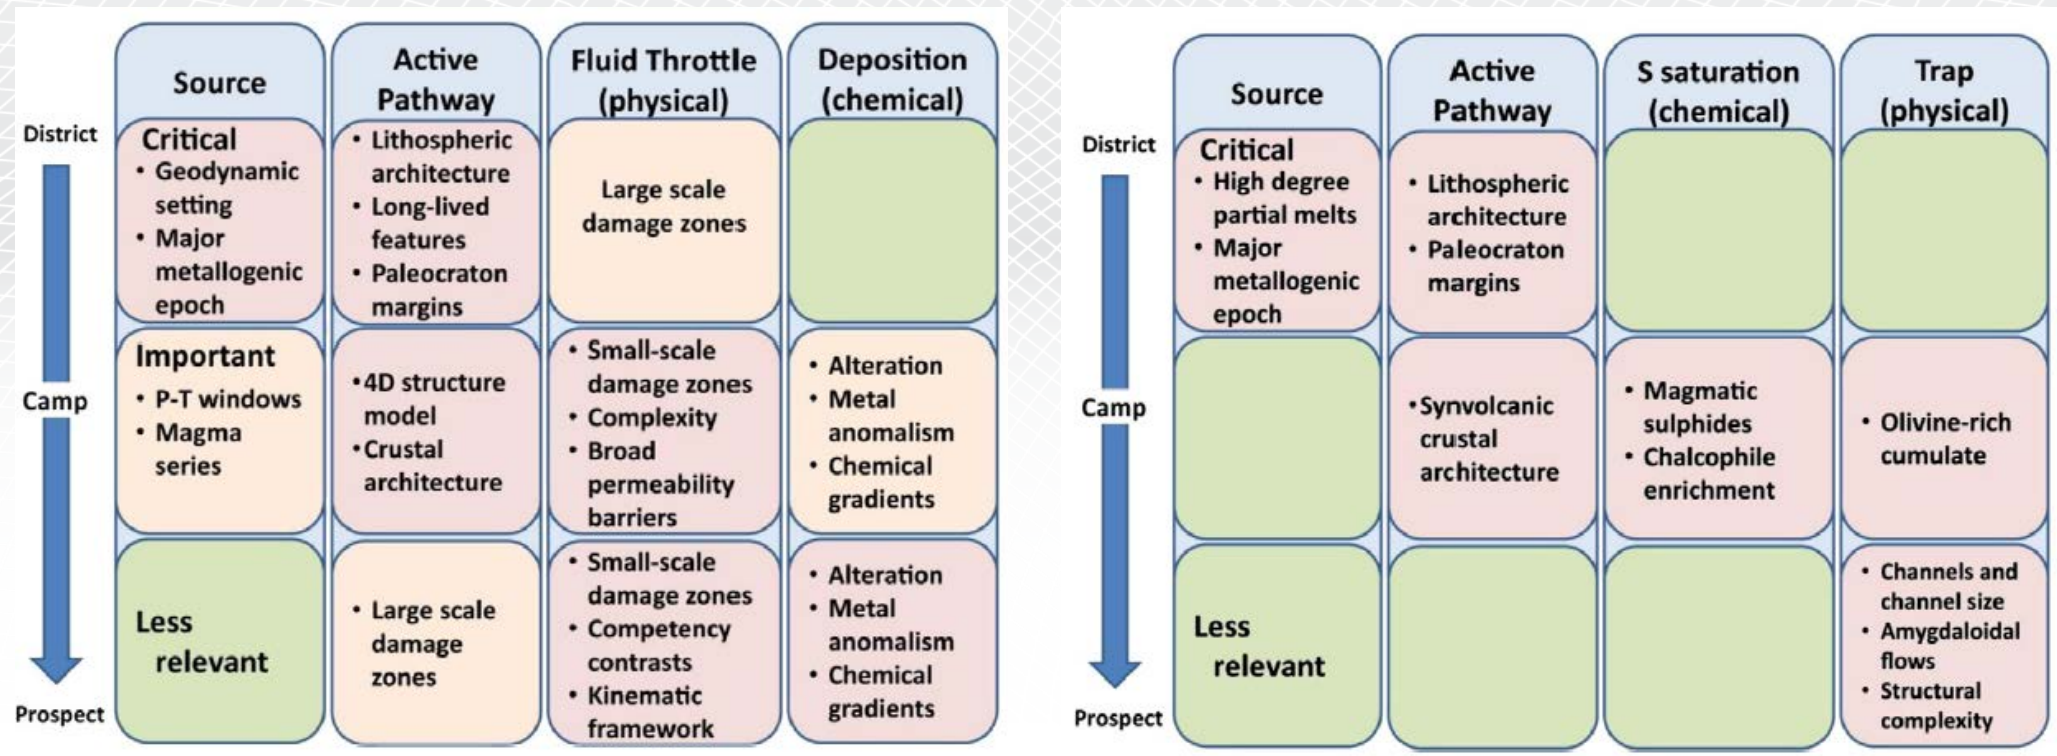 Source
Active
Pathway
Fluid Throttle
(physical)
Deposition
(chemical)
District
Camp
Prospect
Critical
• Geodynamic
setting
• Major
metallogenic
epoch
• Lithospheric
architecture
• Long-lived
features
• Paleocraton
margins
Large scale
damage zones
Important
• P-T windows
• Magma
series
•4D structure
model
•Crustal
architecture
• Small-scale
damage zones
• Complexity
• Broad
permeability
barriers
• Alteration
• Metal
anomalism
• Chemical
gradients
Less
relevant
• Large scale
damage
zones
• Small-scale
damage zones
• Competency
contrasts
• Kinematic
framework
• Alteration
• Metal
anomalism
• Chemical
gradients
Source
Active
Pathway
S saturation
(chemical)
Trap
(physical)
District
Camp
Prospect
Critical
• High degree
partial melts
• Major
metallogenic
epoch
• Lithospheric
architecture
• Paleocraton
margins
•Synvolcanic
crustal
architecture
• Magmatic
sulphides
• Chalcophile
enrichment
• Olivine-rich
cumulate
Less
relevant
• Channels and
channel size
• Amygdaloidal
flows
• Structural
complexity